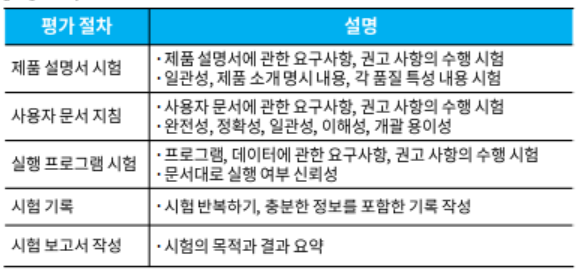 평가 절차 설명
제품 설명서 시험
· 제품 설명서에 관한 요구사항, 권고 사항의 수행 시험
· 일관성, 제품 소개 명시 내용, 각 품질 특성 내용 시험
사용자 문서 지침
· 사용자 문서에 관한 요구사항, 권고 사항의 수행 시험
· 완전성, 정확성, 일관성, 이해성, 개괄 용이성
실행 프로그램 시험
· 프로그램, 데이터에 관한 요구사항, 권고 사항의 수행 시험
· 문서대로 실행 여부 신뢰성
시험 기록
· 시험 반복하기, 충분한 정보를 포함한 기록 작성
시험 보고서 작성
· 시험의 목적과 결과 요약